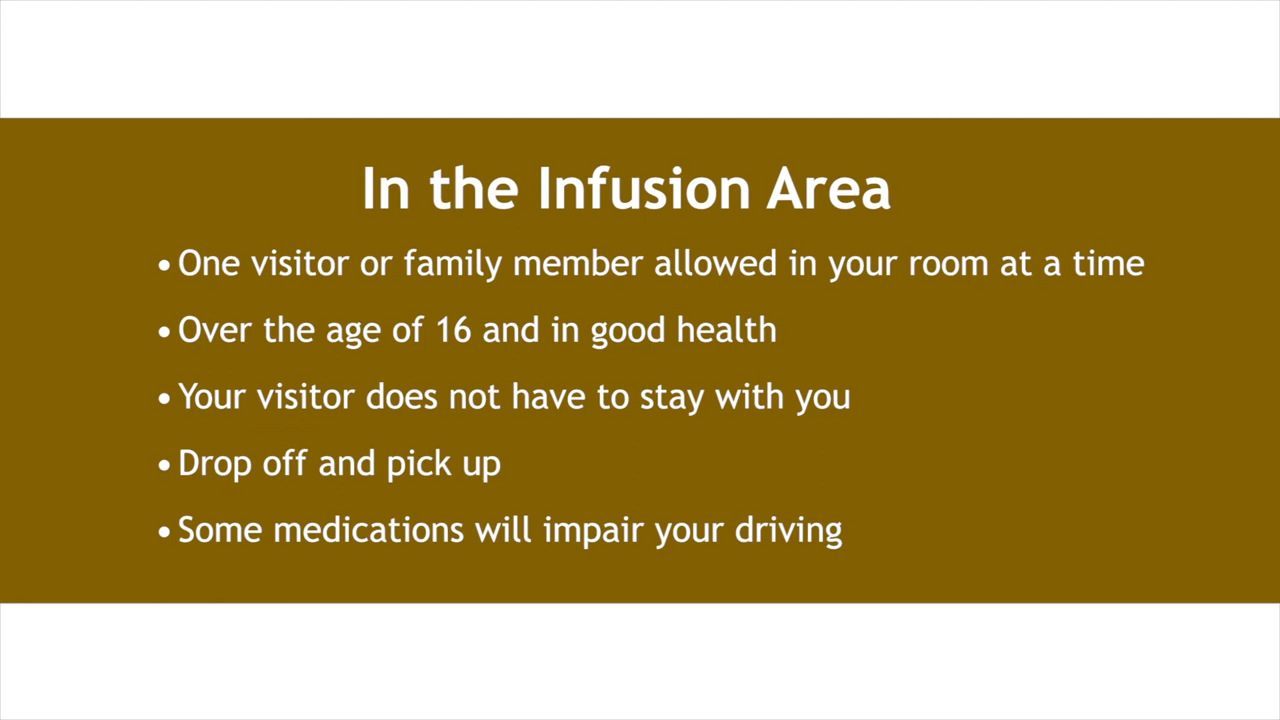 In the Infusion Area
• One visitor or family member allowed in your room at a time
• Over the age of 16 and in good health
• Your visitor does not have to stay with you
• Drop off and pick up
• Some medications will impair your driving